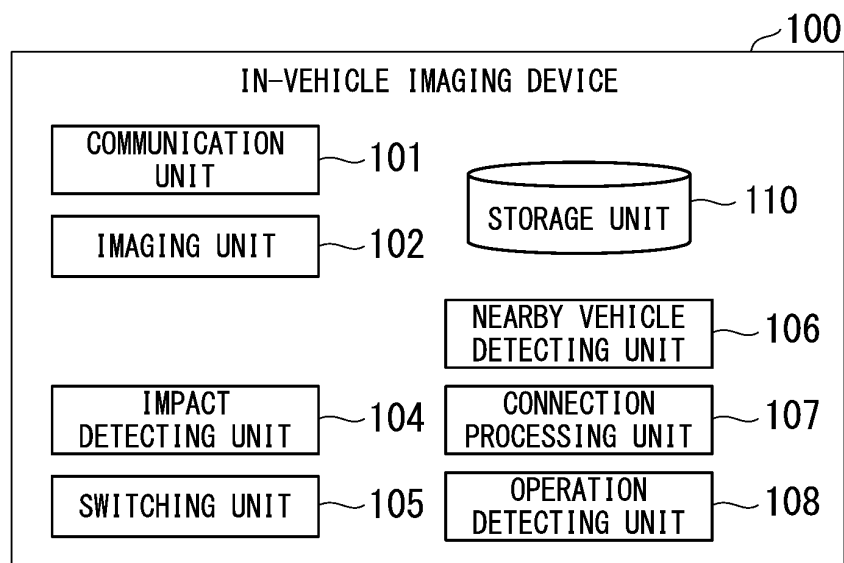 100
IN-VEHICLE IMAGING DEVICE
COMMUNICATION
UNIT
101
IMAGING UNIT
102
STORAGE UNIT
110
NEARBY VEHICLE
DETECTING UNIT
106
IMPACT
DETECTING UNIT
104
CONNECTION
PROCESSING UNIT
107
SWITCHING UNIT
105
OPERATION
DETECTING UNIT
108